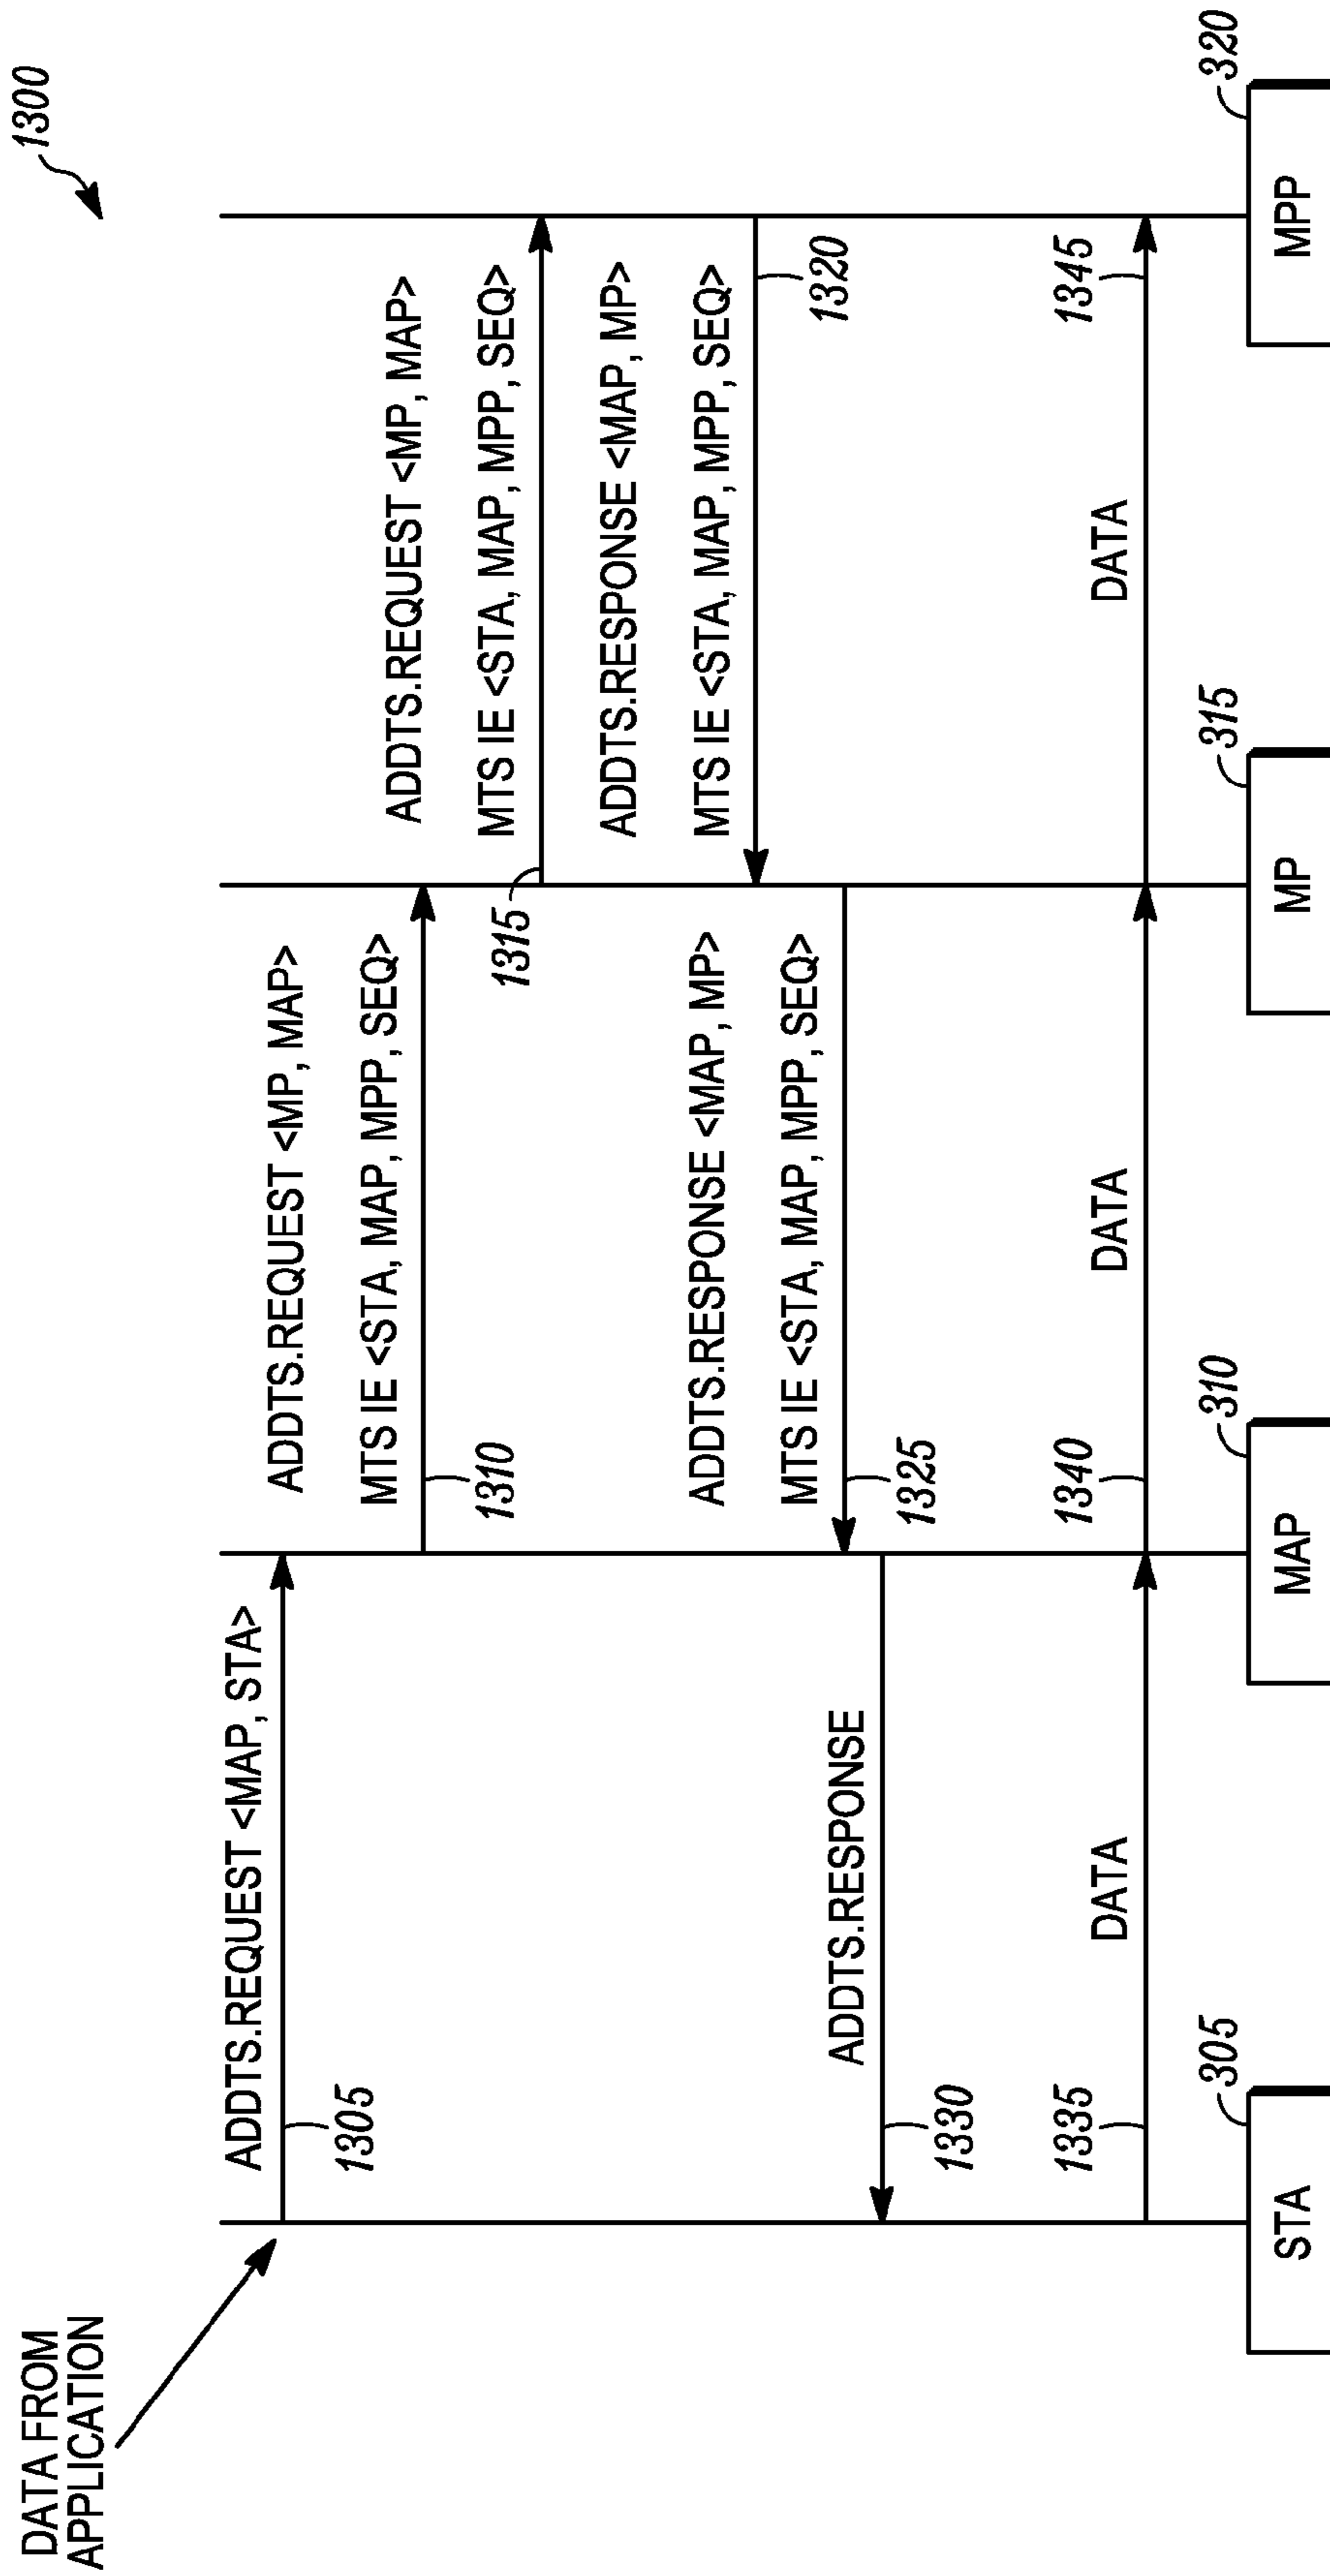 1300
DATA FROM
APPLICATION
ADDTS.REQUEST <MAP, STA>
1305
ADDTS.REQUEST <MP, MAP>
MTS IE <STA, MAP, MPP, SEQ>
1310
ADDTS.REQUEST <MP, MAP>
MTS IE <STA, MAP, MPP, SEQ>
1315
ADDTS.RESPONSE <MAP, MP>
MTS IE <STA, MAP, MPP, SEQ>
1320
ADDTS.RESPONSE <MAP, MP>
MTS IE <STA, MAP, MPP, SEQ>
1325
ADDTS.RESPONSE
1330
DATA
1335
DATA
1340
DATA
1345
STA
305
MAP
310
MP
315
MPP
320